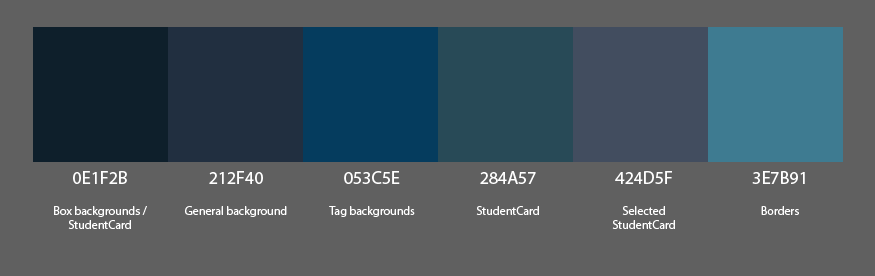 0E1F2B
212F40
053C5E
284A57
424D5F
3E7B91
Box backgrounds /
StudentCard
General background
Tag backgrounds
StudentCard
Selected
StudentCard
Borders